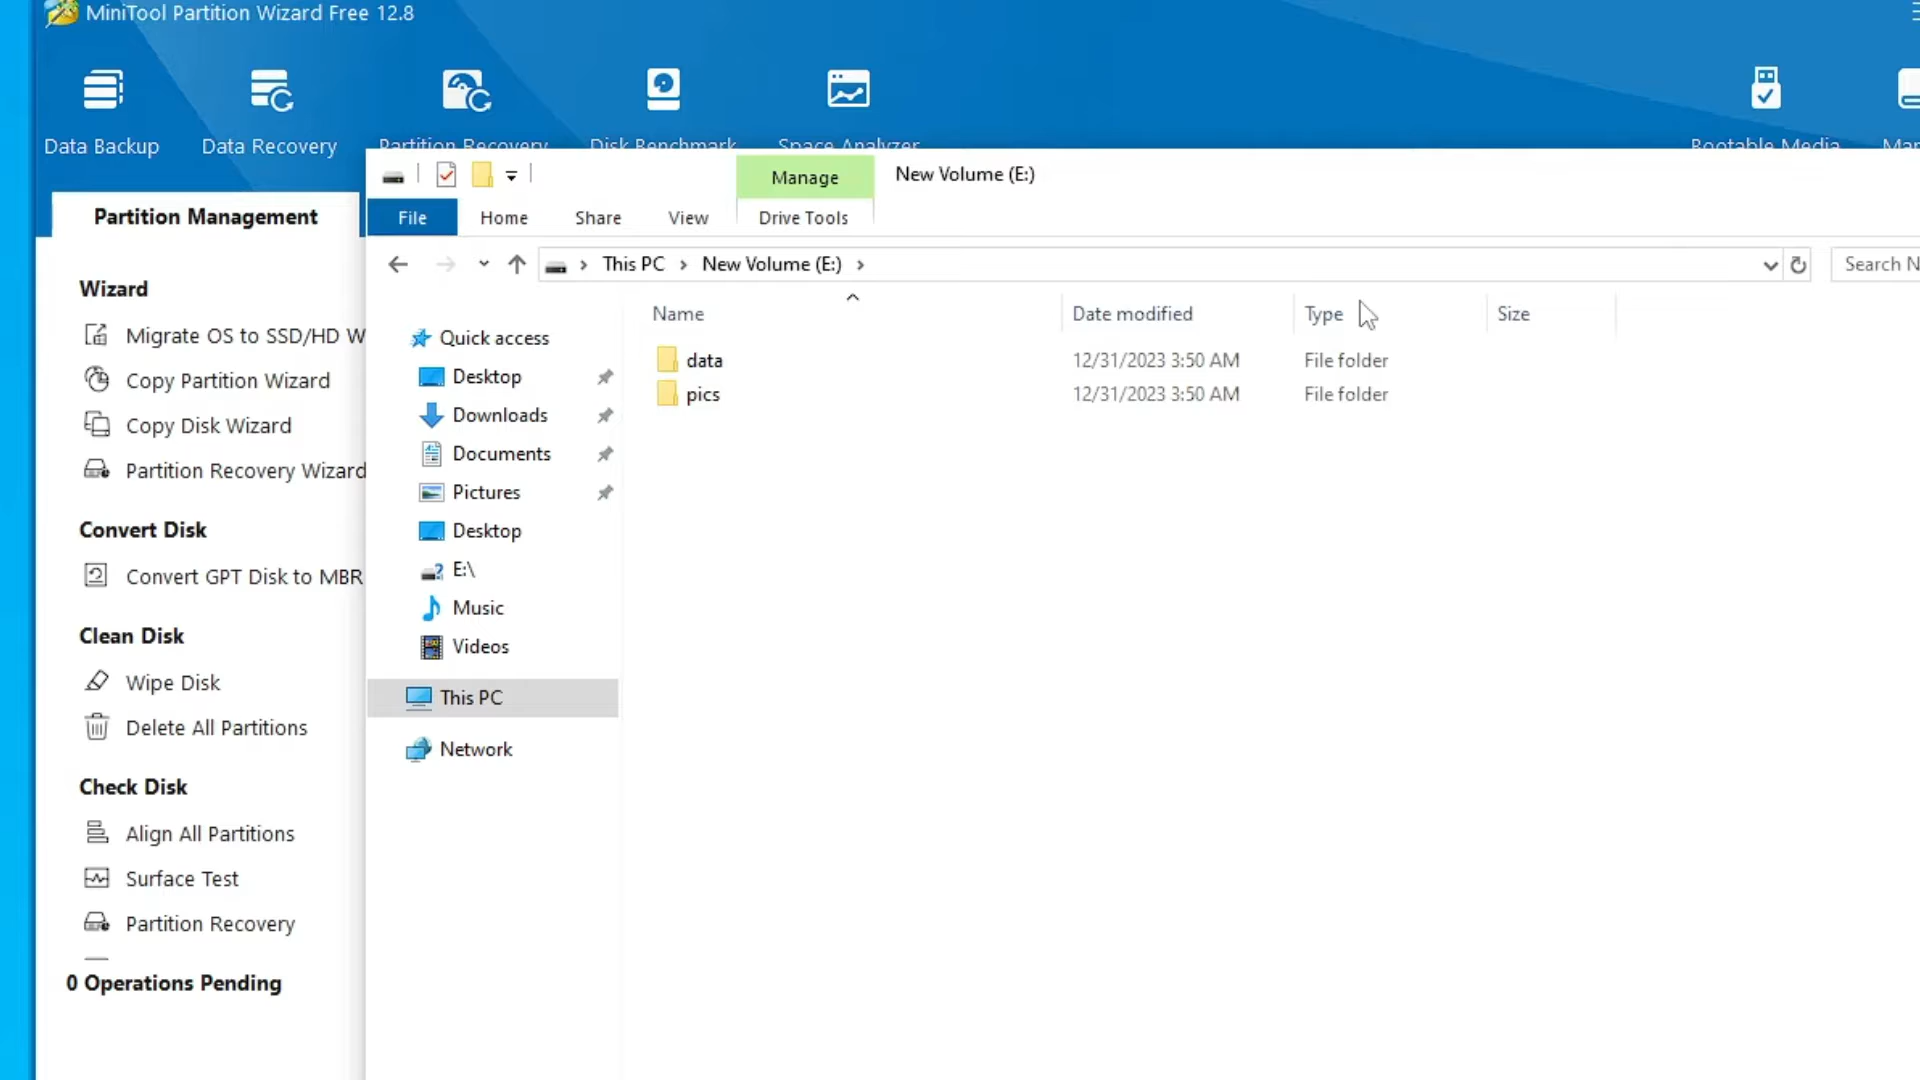 MiniTool Partition Wizard Free 12.8
Data Backup
Data Recovery
Partition Recovery
Disk Benchmark
Space Analyzer
Bootable Media
Partition Management
Wizard
Migrate OS to SSD/HD W
Copy Partition Wizard
Copy Disk Wizard
Partition Recovery Wizard
Convert Disk
Convert GPT Disk to MBR
Clean Disk
Wipe Disk
Delete All Partitions
Check Disk
Align All Partitions
Surface Test
Partition Recovery
0 Operations Pending
Manage
New Volume (E:)
File Home Share View Drive Tools
This PC > New Volume (E:) >
Search N
Name Date modified Type Size
data 12/31/2023 3:50 AM File folder
pics 12/31/2023 3:50 AM File folder
Quick access
Desktop
Downloads
Documents
Pictures
Desktop
E:\
Music
Videos
This PC
Network